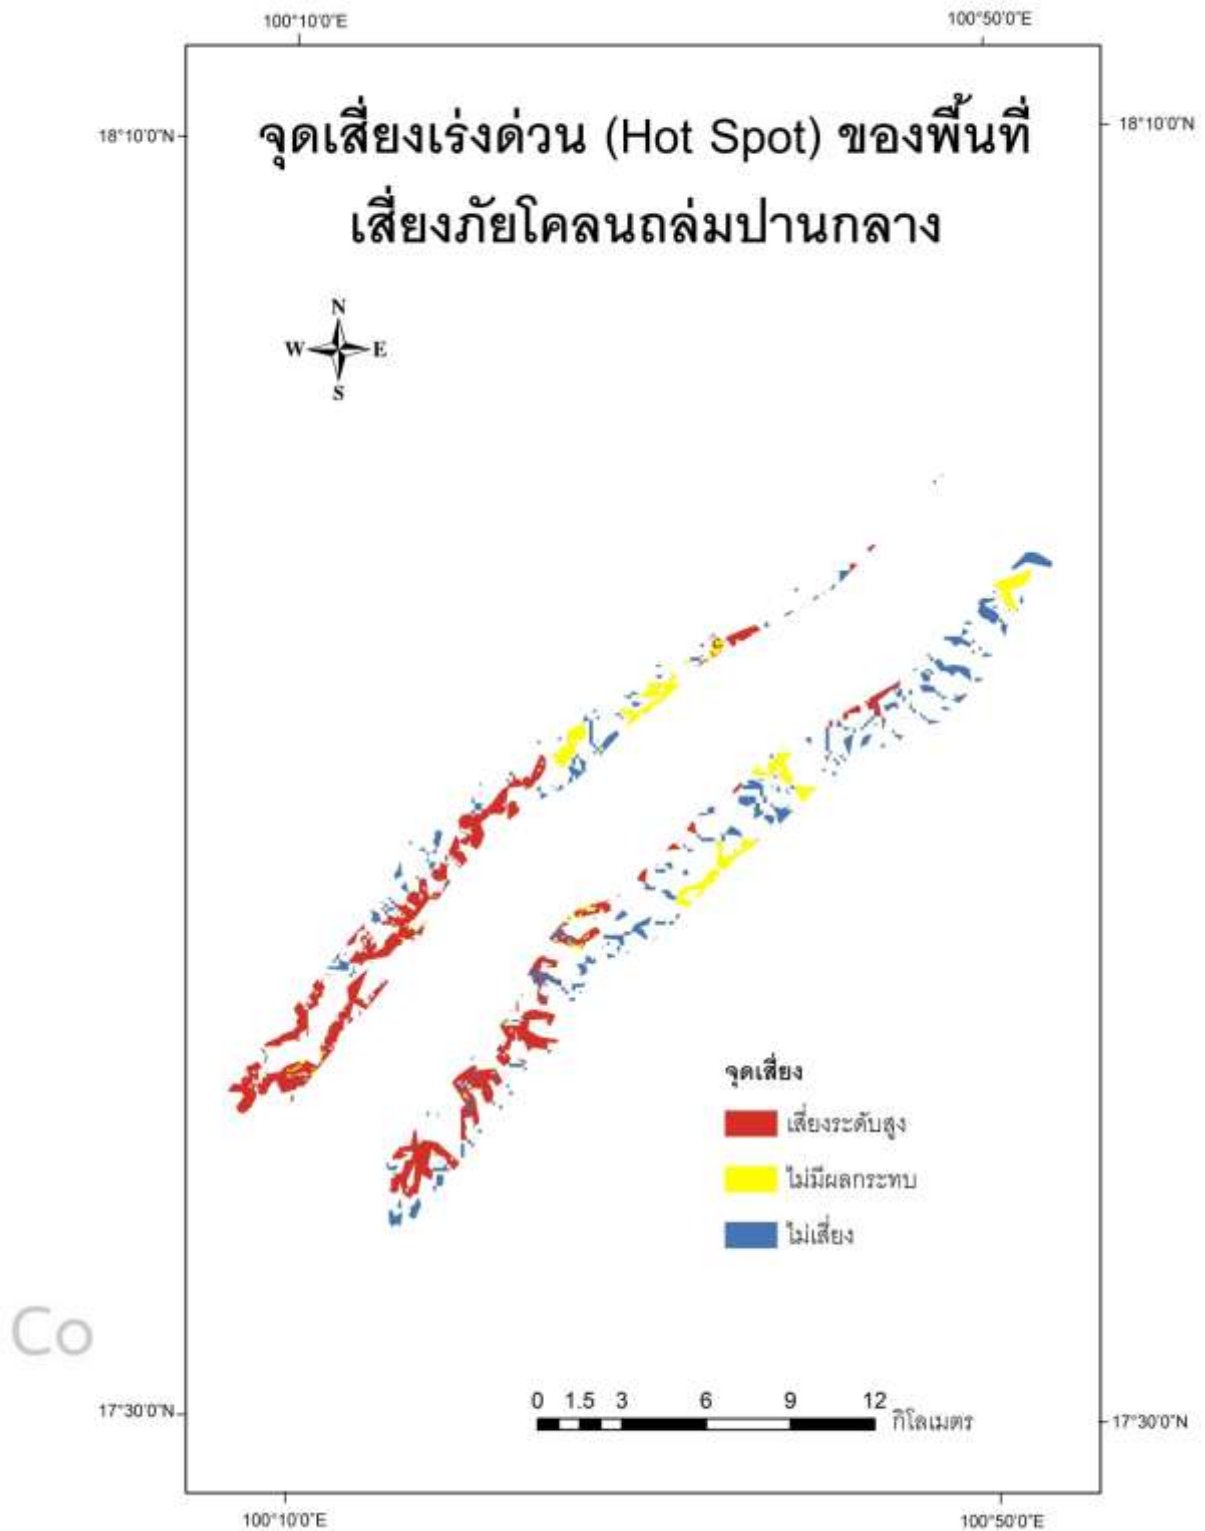 100°10'0"E
100°50'0"E
18°10'0"N
18°10'0"N
จุดเสี่ยงเร่งด่วน (Hot Spot) ของพื้นที่
เสี่ยงภัยโคลนถล่มปานกลาง
N
W E
S
จุดเสี่ยง
เสี่ยงระดับสูง
ไม่มีผลกระทบ
ไม่เสี่ยง
Co
0 1.5 3 6 9 12
กิโลเมตร
17°30'0"N
17°30'0"N
100°10'0"E
100°50'0"E